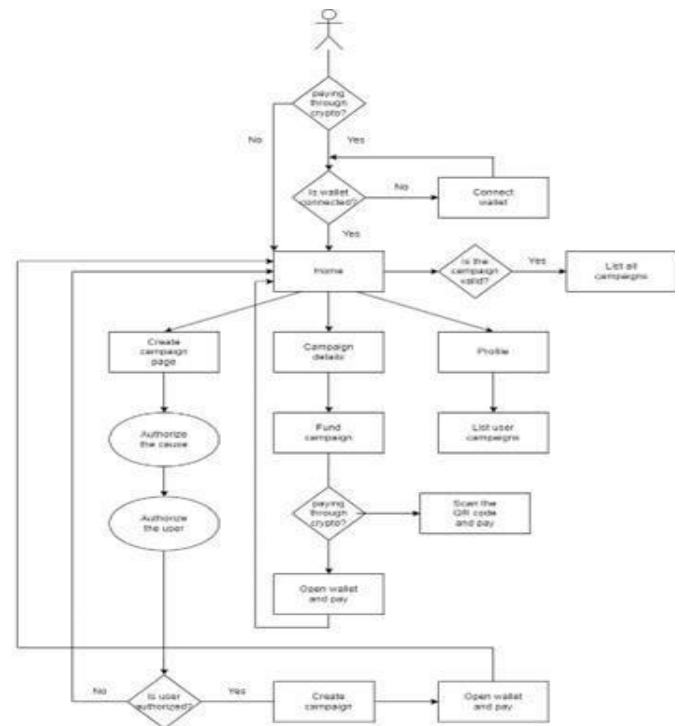 paying
through
crypto?
No
Yes
Is wallet
connected?
No
Connect
wallet
Yes
Home
Is the
campaign
valid?
Yes
List all
campaigns
Create
campaign
page
Campaign
details
Profile
Authorize
the cause
Fund
campaign
List user
campaigns
Authorize
the user
paying
through
crypto?
Scan the
QR code
and pay
Open wallet
and pay
No
Is user
authorized?
Yes
Create
campaign
Open wallet
and pay